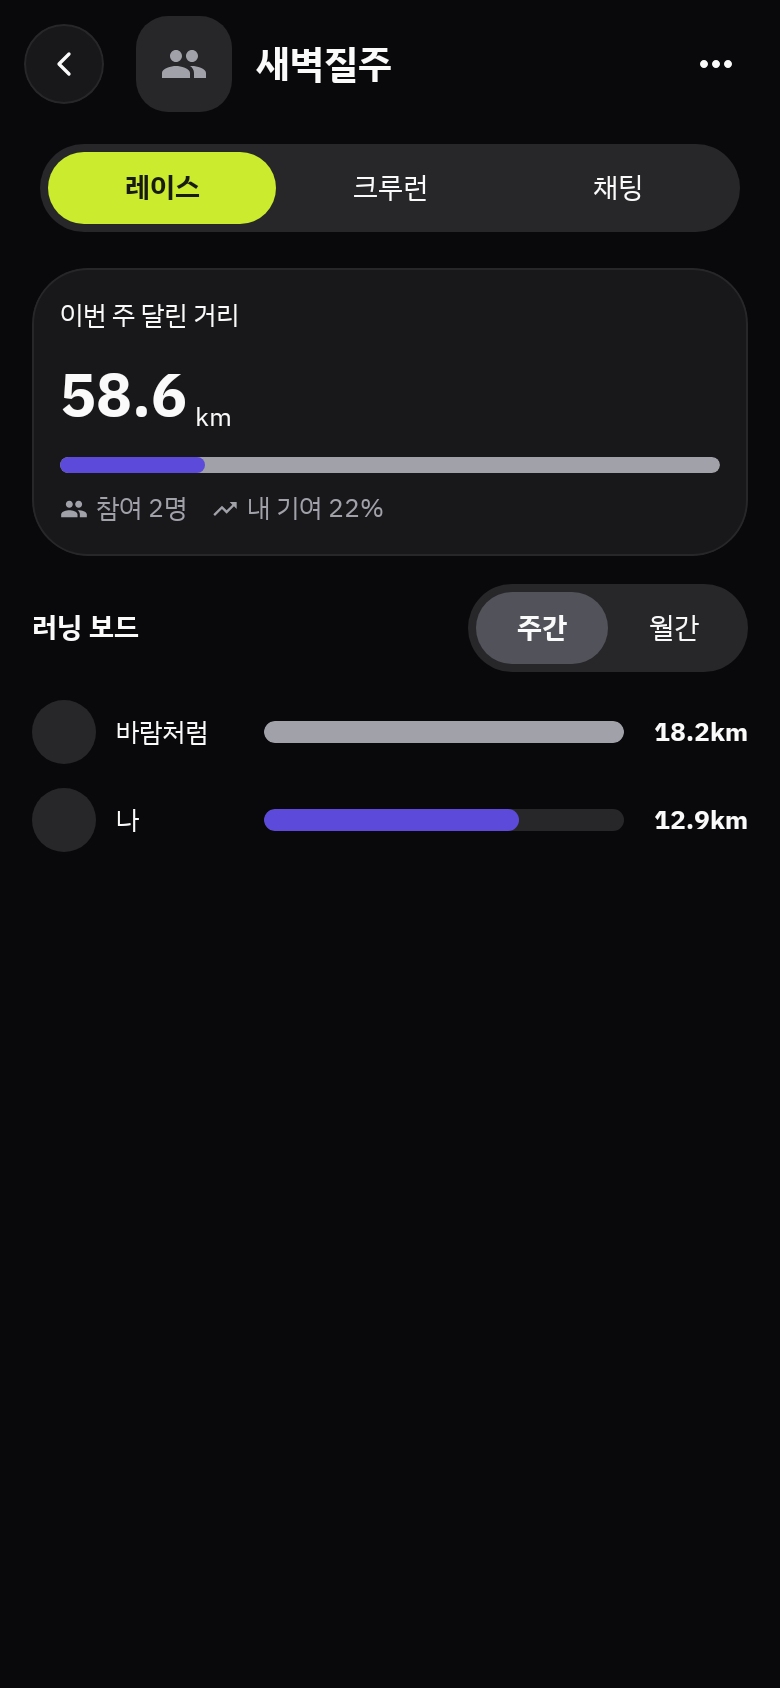 새벽질주
레이스 크루런 채팅
이번 주 달린 거리
58.6 km
참여 2명 내 기여 22%
러닝 보드 주간 월간
바람처럼 18.2km
나 12.9km